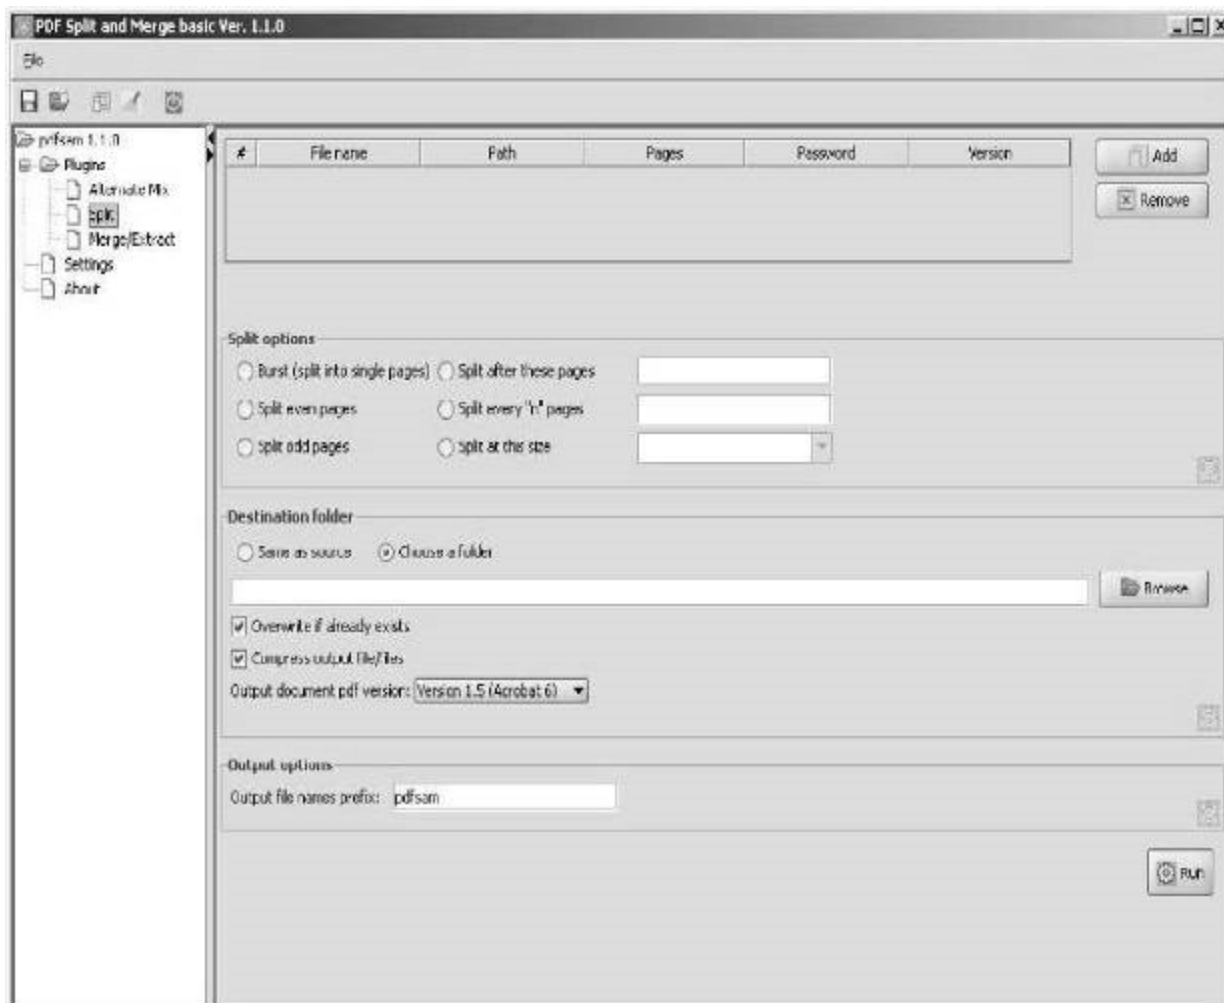 PDF Split and Merge basic Ver. 1.1.0
File
pdfsam 1.1.0
Plugins
Alternate Mix
Split
Merge/Extract
Settings
About
# File name Path Pages Password Version
Add
Remove
Split options
Burst (split into single pages) Split after these pages
Split even pages Split every "n" pages
Split odd pages Split at this size
Destination folder
Same as source Choose a folder
Browse
Overwrite if already exists
Compress output file/files
Output document pdf version: Version 1.5 (Acrobat 6)
Output options
Output file names prefix: pdfsam
Run